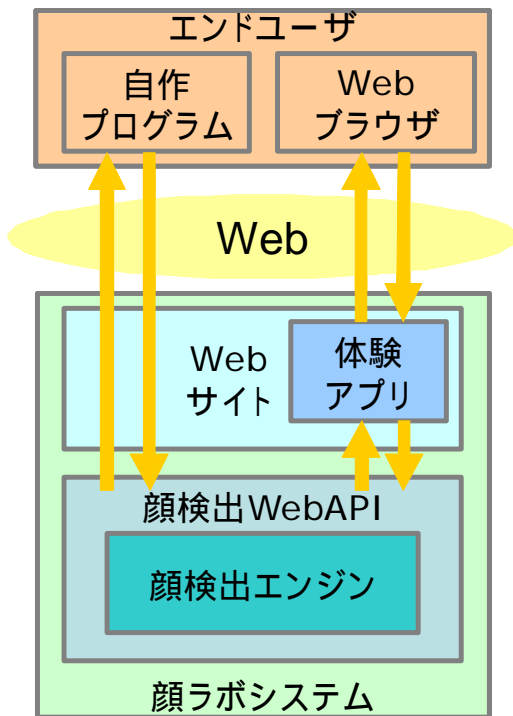 エンドユーザ
自作
プログラム
Web
ブラウザ
Web
Web
サイト
体験
アプリ
顔検出WebAPI
顔検出エンジン
顔ラボシステム